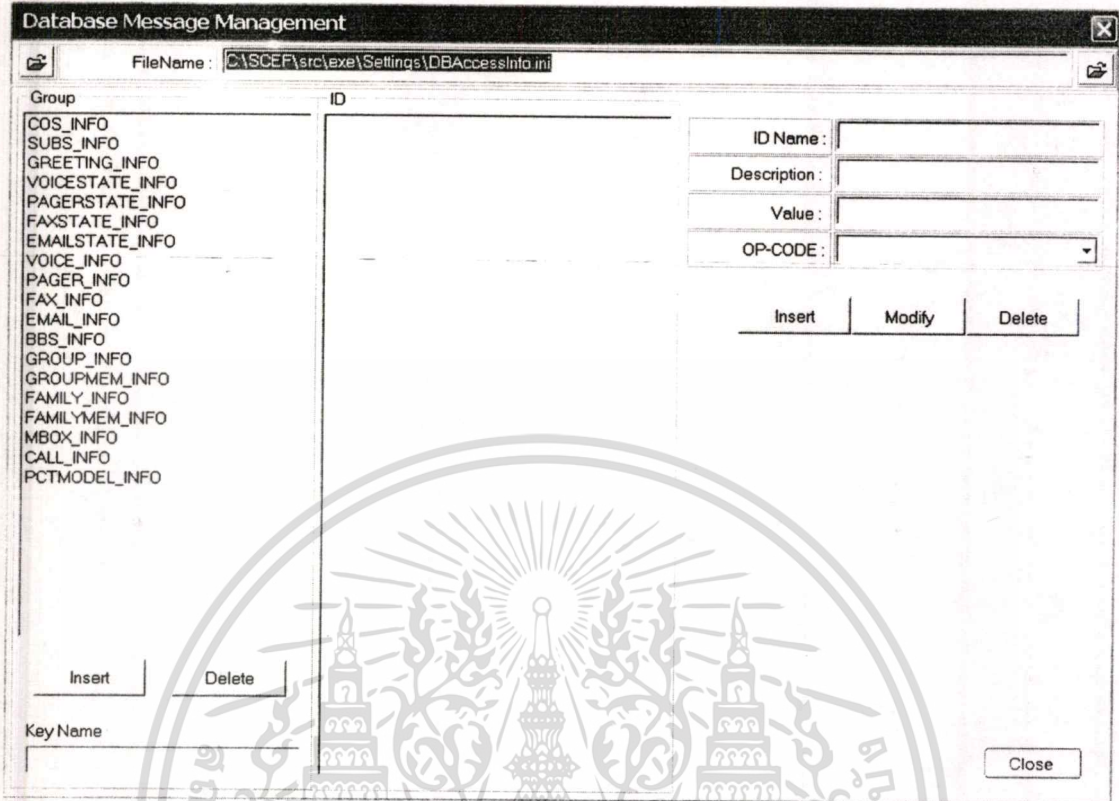 Database Message Management
FileName : C:\SCEF\src\exe\Settings\DBAccessInfo.ini
Group
COS_INFO
SUBS_INFO
GREETING_INFO
VOICESTATE_INFO
PAGERSTATE_INFO
FAXSTATE_INFO
EMAILSTATE_INFO
VOICE_INFO
PAGER_INFO
FAX_INFO
EMAIL_INFO
BBS_INFO
GROUP_INFO
GROUPMEM_INFO
FAMILY_INFO
FAMILYMEM_INFO
MBOX_INFO
CALL_INFO
PCTMODEL_INFO
Insert
Delete
Key Name
ID
ID Name :
Description :
Value :
OP-CODE :
Insert
Modify
Delete
Close